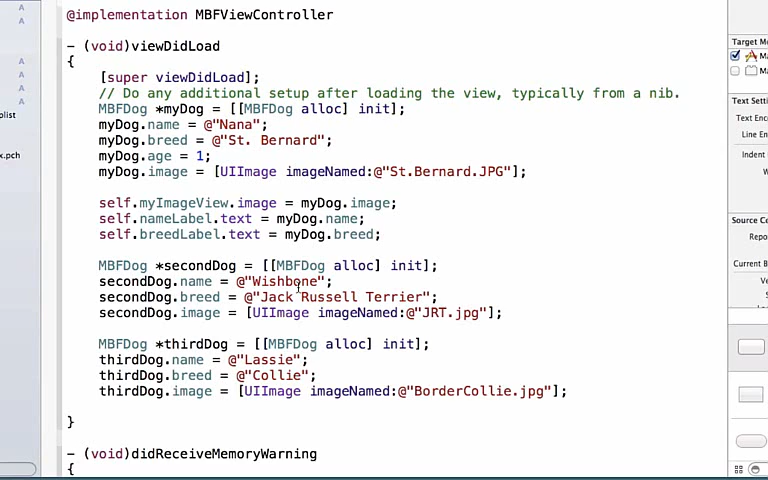 @implementation MBFViewController
- (void)viewDidLoad
{
[super viewDidLoad];
// Do any additional setup after loading the view, typically from a nib.
MBFDog *myDog = [[MBFDog alloc] init];
myDog.name = @"Nana";
myDog.breed = @"St. Bernard";
myDog.age = 1;
myDog.image = [UIImage imageNamed:@"St.Bernard.JPG"];
self.myImageView.image = myDog.image;
self.nameLabel.text = myDog.name;
self.breedLabel.text = myDog.breed;
MBFDog *secondDog = [[MBFDog alloc] init];
secondDog.name = @"Wishbone";
secondDog.breed = @"Jack Russell Terrier";
secondDog.image = [UIImage imageNamed:@"JRT.jpg"];
MBFDog *thirdDog = [[MBFDog alloc] init];
thirdDog.name = @"Lassie";
thirdDog.breed = @"Collie";
thirdDog.image = [UIImage imageNamed:@"BorderCollie.jpg"];
}
- (void)didReceiveMemoryWarning
{
A
A
A
A
A
plist
x.pch
Target Me
Ma
Ma
Text Setti
Text Enc
Line En
Indent
W
Source Co
Repo
Current B
Ve